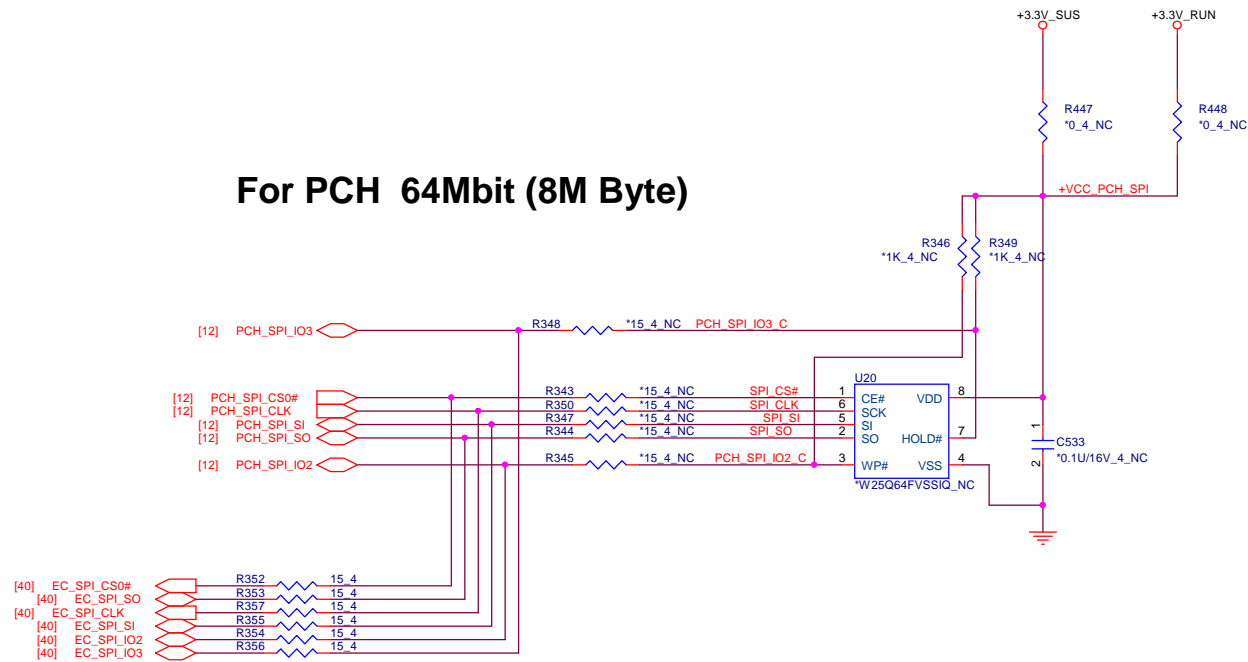 +3.3V_SUS +3.3V_RUN
R447 R448
*0_4_NC *0_4_NC
For PCH 64Mbit (8M Byte)
+VCC_PCH_SPI
R346 R349
*1K_4_NC *1K_4_NC
[12] PCH_SPI_IO3 R348 *15_4_NC PCH_SPI_IO3_C
U20
[12] PCH_SPI_CS0# R343 *15_4_NC SPI_CS# 1 CE# VDD 8
[12] PCH_SPI_CLK R350 *15_4_NC SPI_CLK 6 SCK
[12] PCH_SPI_SI R347 *15_4_NC SPI_SI 5 SI 1
[12] PCH_SPI_SO R344 *15_4_NC SPI_SO 2 SO HOLD# 7
C533
*0.1U/16V_4_NC
[12] PCH_SPI_IO2 R345 *15_4_NC PCH_SPI_IO2_C 3 WP# VSS 4 2
*W25Q64FVSSIQ_NC
[40] EC_SPI_CS0# R352 15_4
[40] EC_SPI_SO R353 15_4
[40] EC_SPI_CLK R357 15_4
[40] EC_SPI_SI R355 15_4
[40] EC_SPI_IO2 R354 15_4
[40] EC_SPI_IO3 R356 15_4